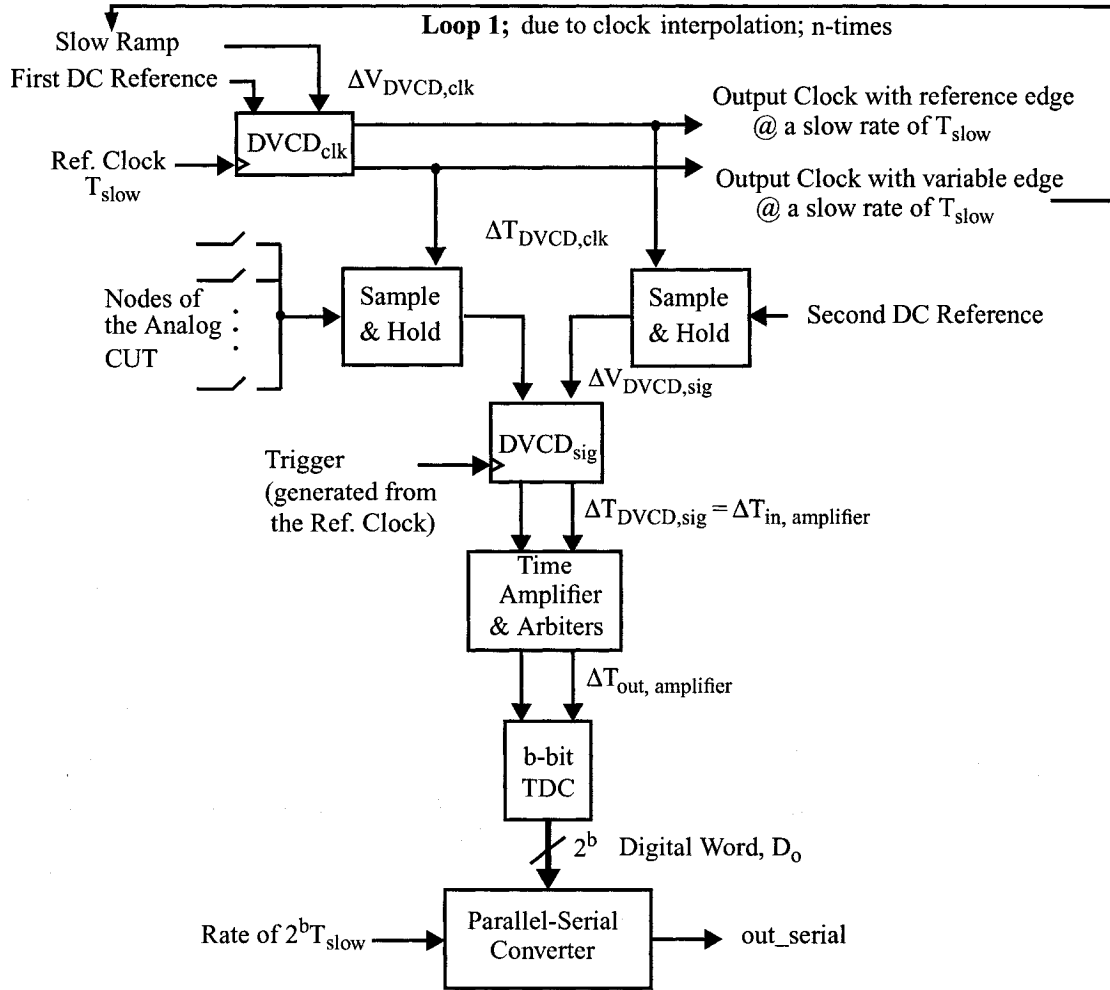 Loop 1; due to clock interpolation; n-times
Slow Ramp
First DC Reference
ΔV_DVCD,clk
DVCD_clk
Ref. Clock
T_slow
Output Clock with reference edge
@ a slow rate of T_slow
Output Clock with variable edge
@ a slow rate of T_slow
ΔT_DVCD,clk
Nodes of
the Analog
CUT
Sample
& Hold
Sample
& Hold
Second DC Reference
ΔV_DVCD,sig
DVCD_sig
Trigger
(generated from
the Ref. Clock)
ΔT_DVCD,sig = ΔT_in, amplifier
Time
Amplifier
& Arbiters
ΔT_out, amplifier
b-bit
TDC
2^b Digital Word, D_o
Rate of 2^bT_slow
Parallel-Serial
Converter
out_serial